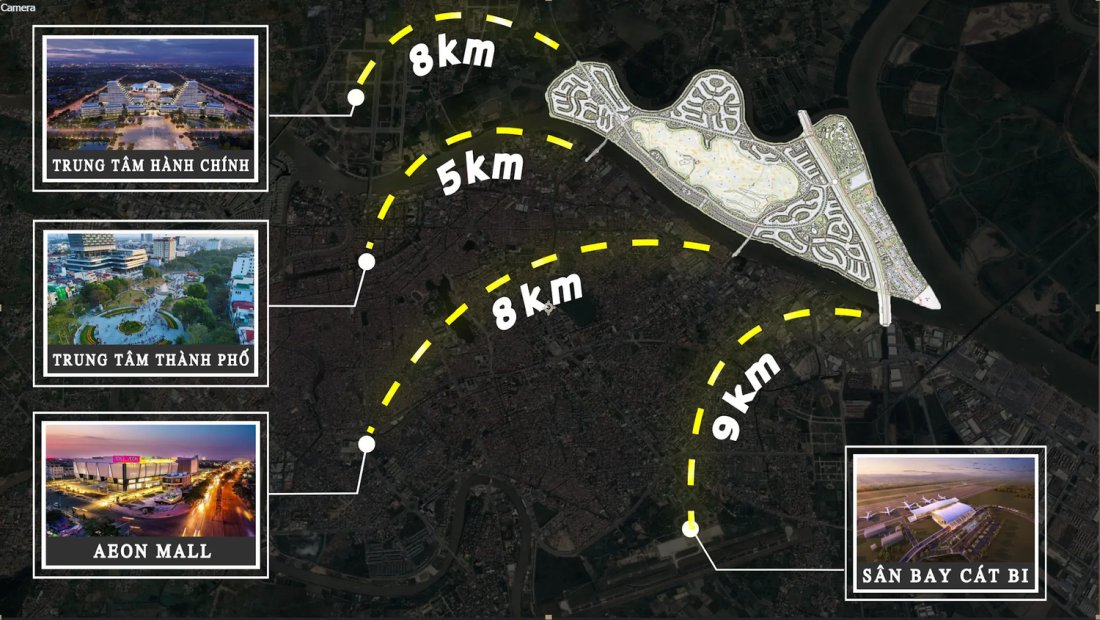 Camera
8km
TRUNG TÂM HÀNH CHÍNH
5km
TRUNG TÂM THÀNH PHỐ
8km
9km
AEON MALL
SÂN BAY CÁT BI